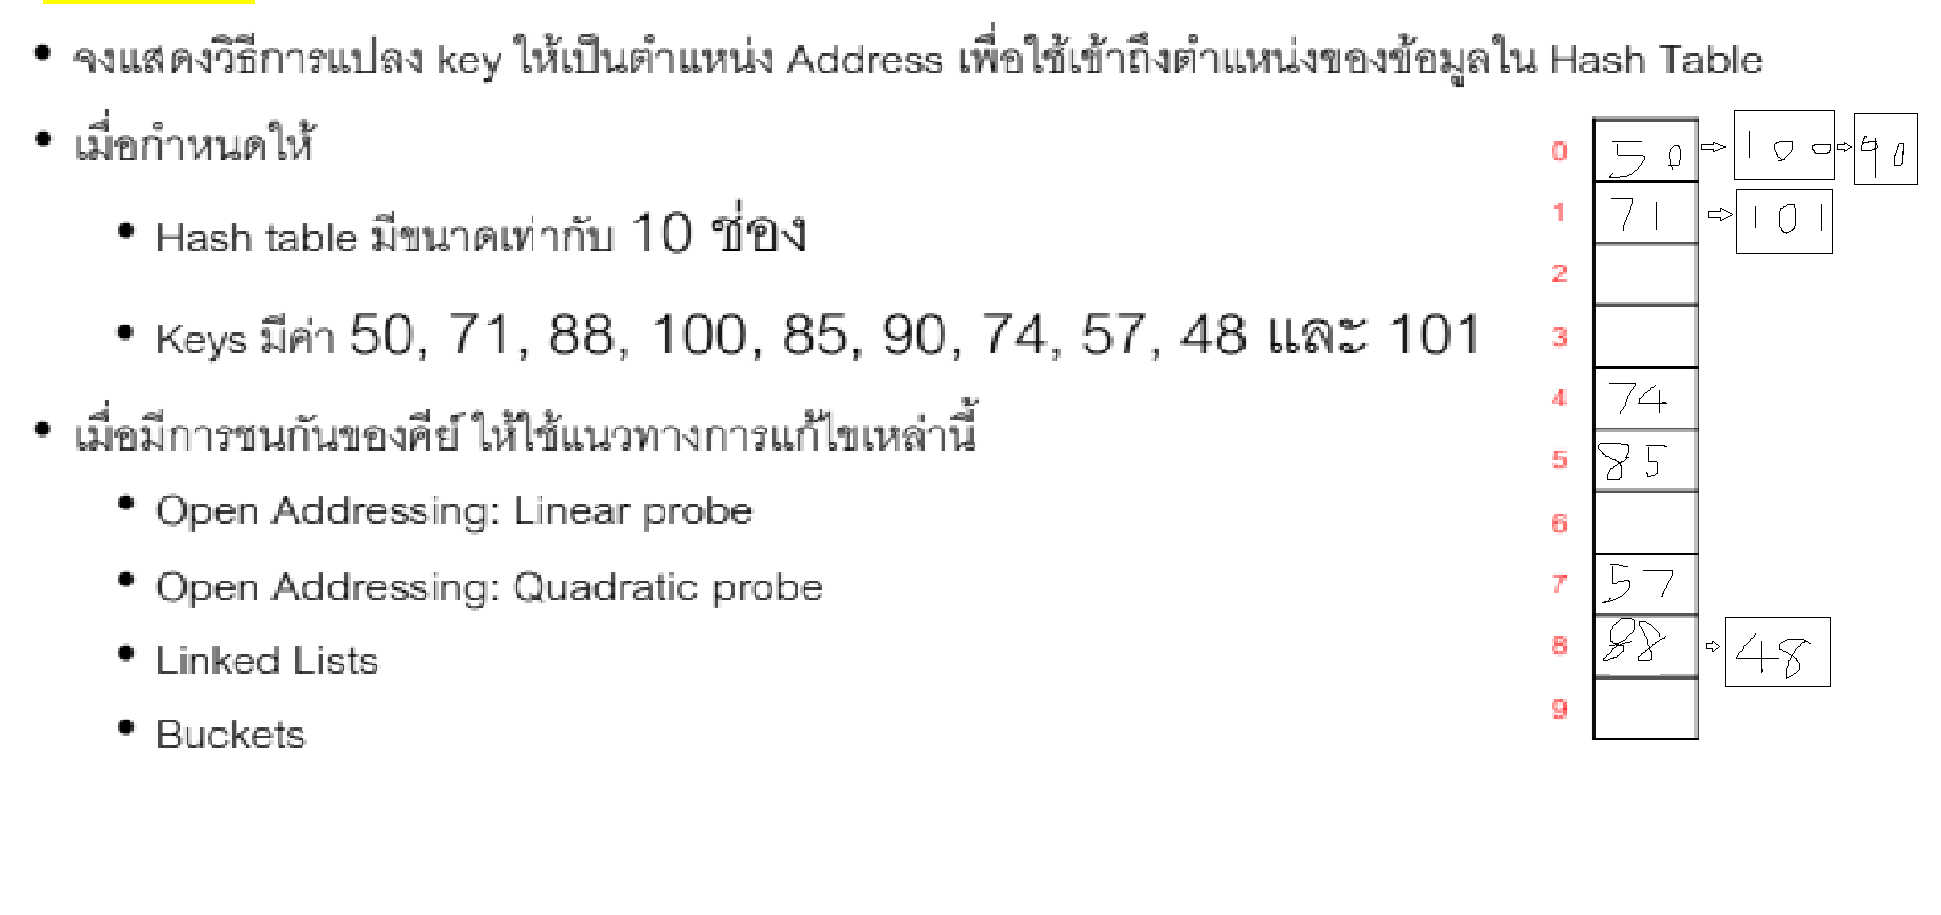 • จงแสดงวิธีการแปลง key ให้เป็นตำแหน่ง Address เพื่อใช้เข้าถึงตำแหน่งของข้อมูลใน Hash Table
• เมื่อกำหนดให้
• Hash table มีขนาดเท่ากับ 10 ช่อง
• Keys มีค่า 50, 71, 88, 100, 85, 90, 74, 57, 48 และ 101
• เมื่อมีการชนกันของคีย์ ให้ใช้แนวทางการแก้ไขเหล่านี้
• Open Addressing: Linear probe
• Open Addressing: Quadratic probe
• Linked Lists
• Buckets
0 50 ⇨ 100 ⇨ 90
1 71 ⇨ 101
2
3
4 74
5 85
6
7 57
8 88 ⇨ 48
9